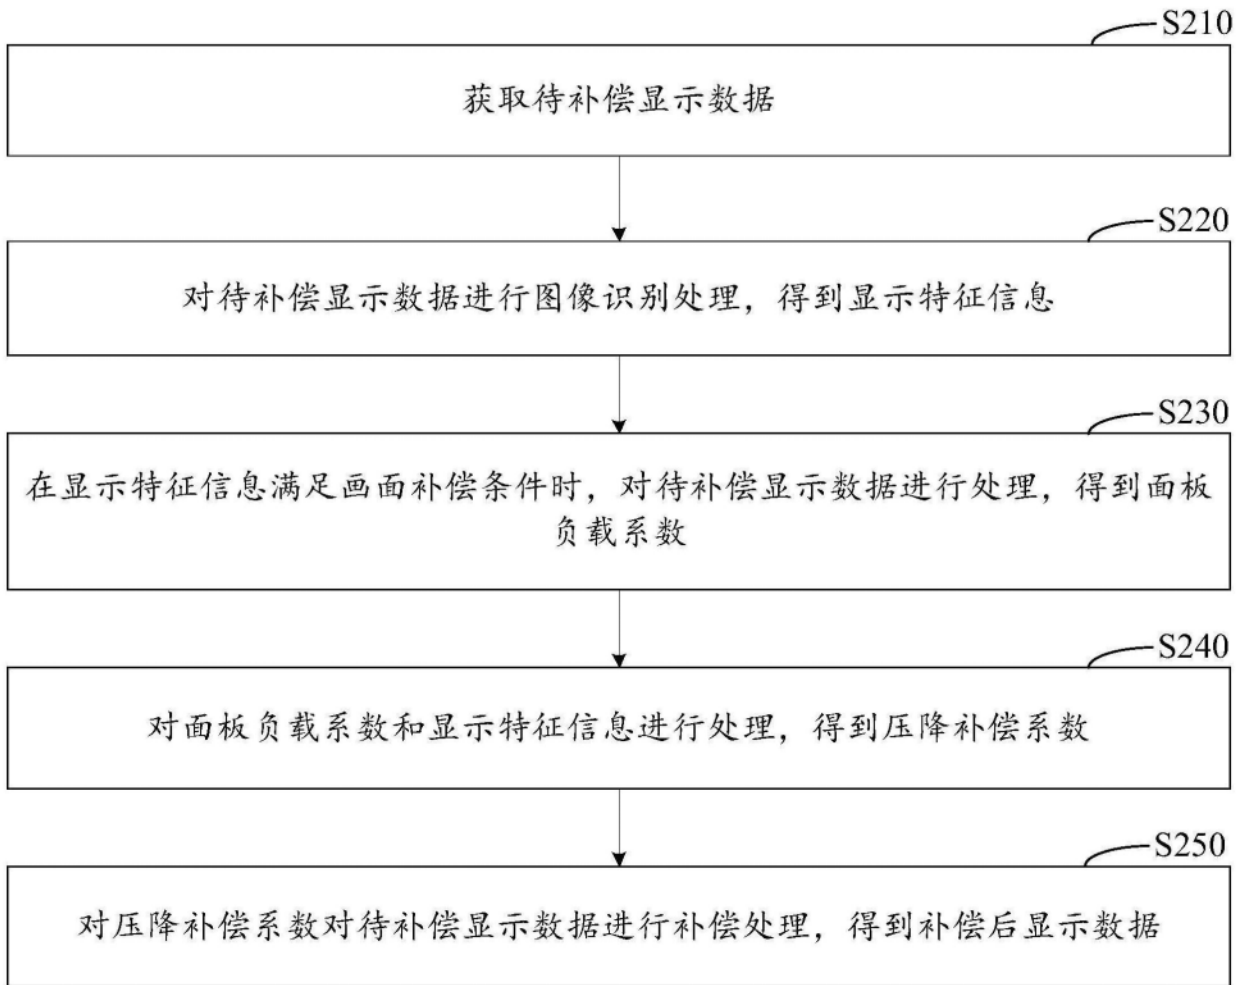 S210
获取待补偿显示数据
S220
对待补偿显示数据进行图像识别处理，得到显示特征信息
S230
在显示特征信息满足画面补偿条件时，对待补偿显示数据进行处理，得到面板
负载系数
S240
对面板负载系数和显示特征信息进行处理，得到压降补偿系数
S250
对压降补偿系数对待补偿显示数据进行补偿处理，得到补偿后显示数据